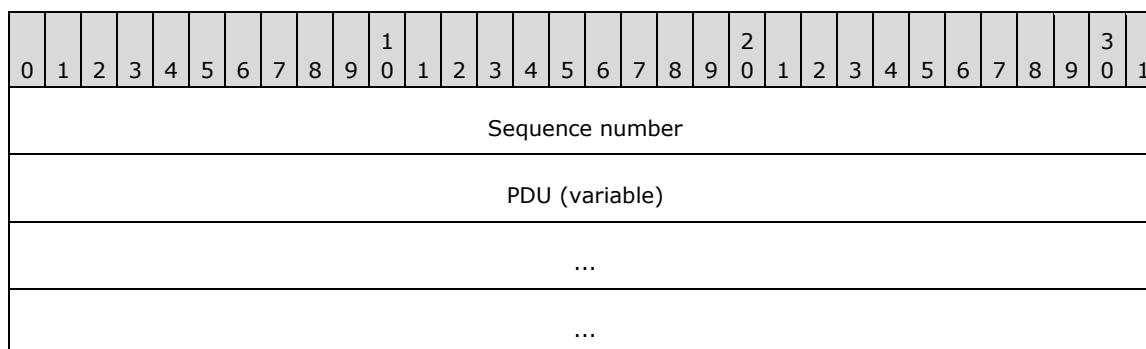 1 2 3
0 1 2 3 4 5 6 7 8 9 0 1 2 3 4 5 6 7 8 9 0 1 2 3 4 5 6 7 8 9 0 1
Sequence number
PDU (variable)
...
...